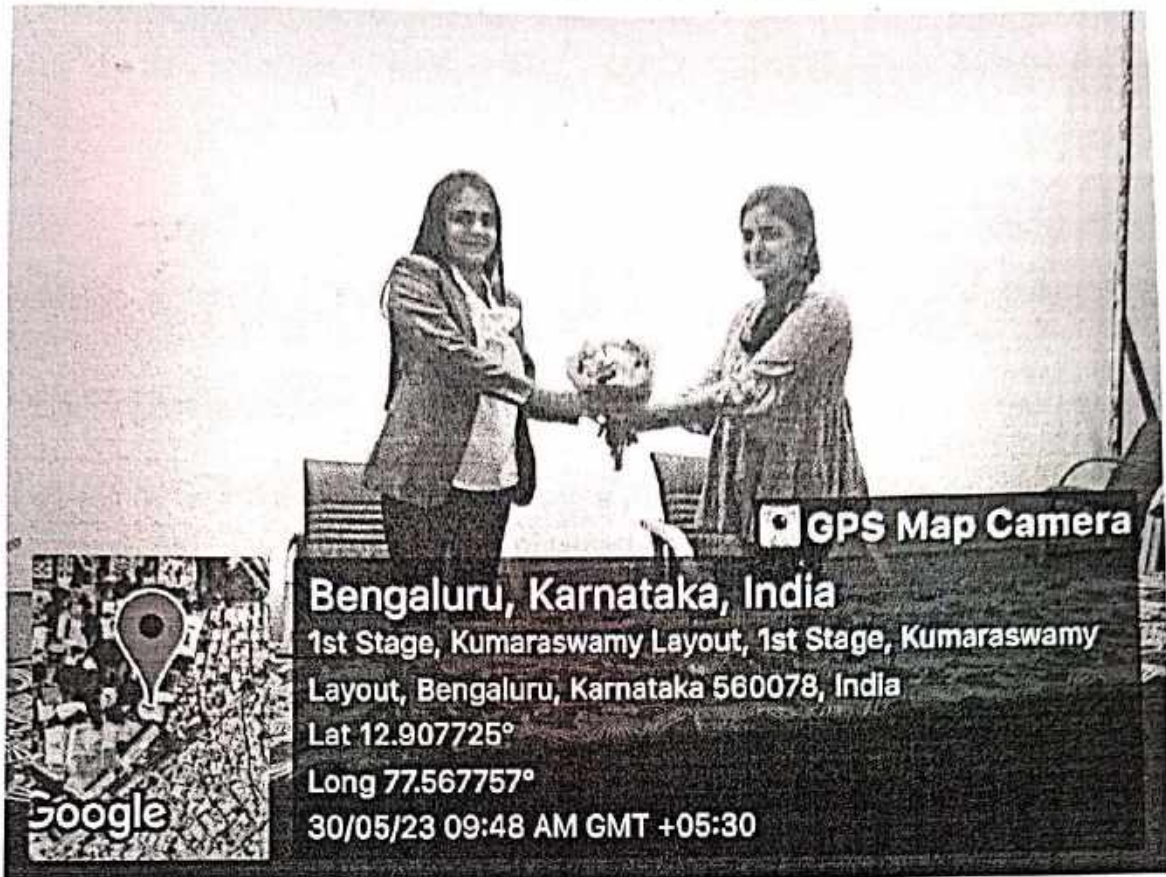 GPS Map Camera
Bengaluru, Karnataka, India
1st Stage, Kumaraswamy Layout, 1st Stage, Kumaraswamy
Layout, Bengaluru, Karnataka 560078, India
Lat 12.907725°
Long 77.567757°
30/05/23 09:48 AM GMT +05:30
Google